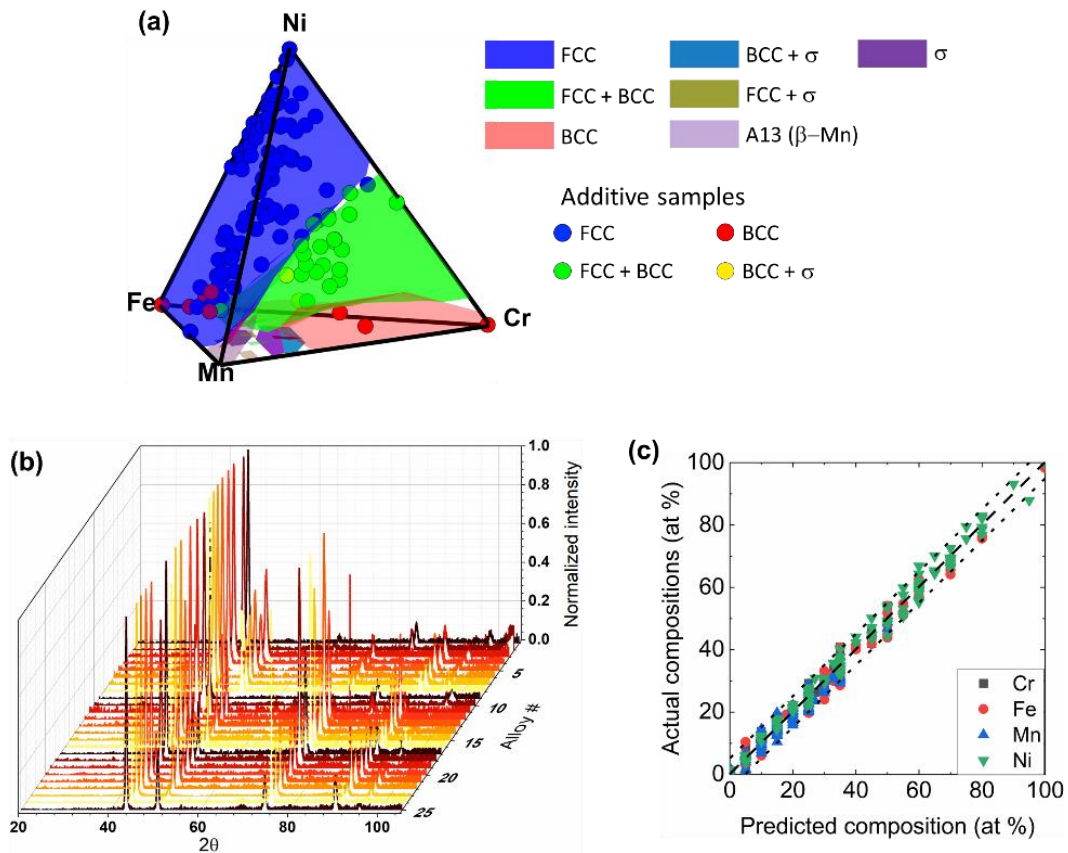 (a)
Ni
Fe
Mn
Cr
FCC
BCC + σ
σ
FCC + BCC
FCC + σ
BCC
A13 (β−Mn)
Additive samples
FCC
BCC
FCC + BCC
BCC + σ
(b)
1.0
0.8
0.6
0.4
0.2
0.0
Normalized intensity
5
10
15
20
25
Alloy #
20
40
60
80
100
2θ
(c)
100
80
60
40
20
0
Actual compositions (at %)
Cr
Fe
Mn
Ni
0 20 40 60 80 100
Predicted composition (at %)